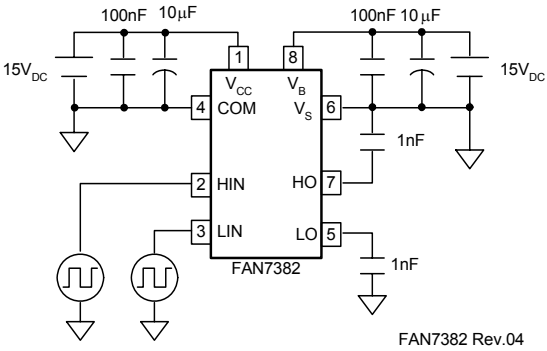 100nF 10μF
100nF 10μF
15V_DC
15V_DC
1
8
V_CC
V_B
4
COM
V_S
6
1nF
2
HIN
HO
7
3
LIN
LO
5
1nF
FAN7382
FAN7382 Rev.04